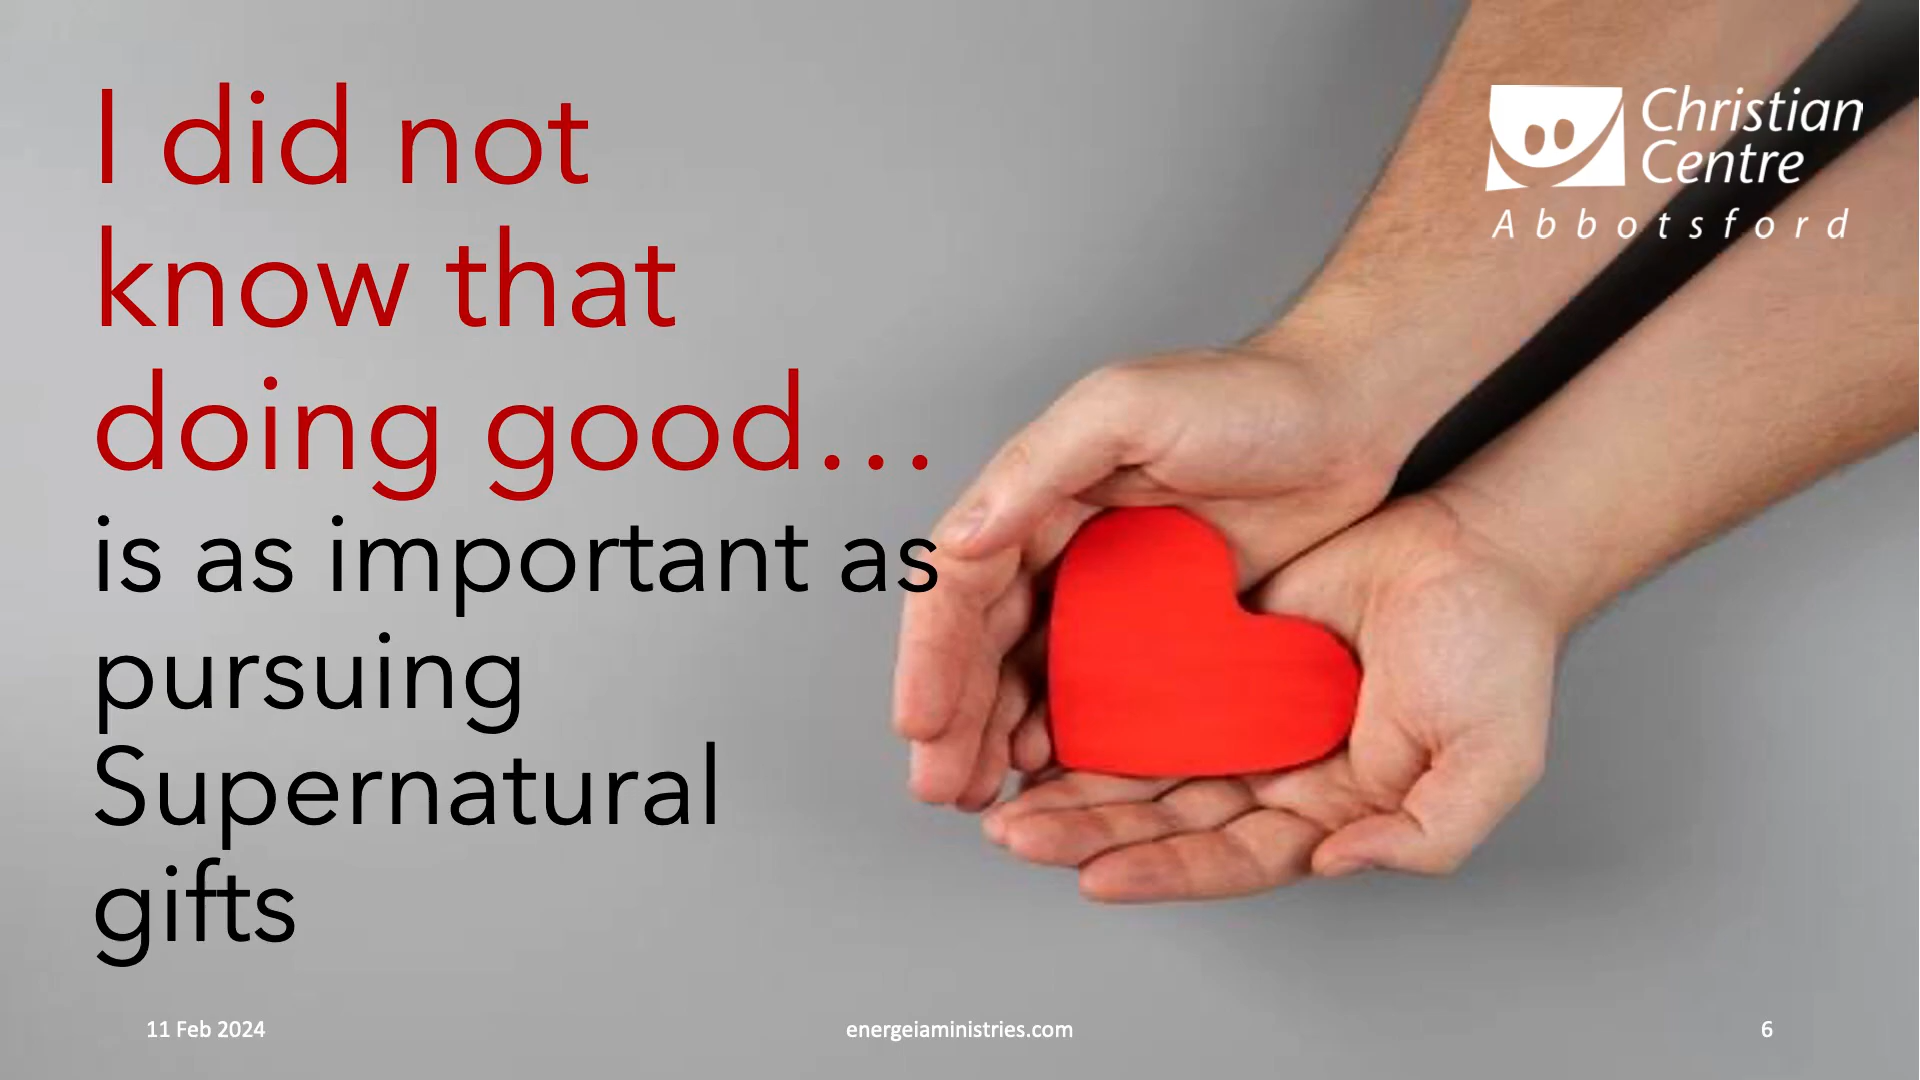 I did not
know that
doing good…
is as important as
pursuing
Supernatural
gifts
Christian
Centre
Abbotsford
11 Feb 2024
energeiaministries.com
6